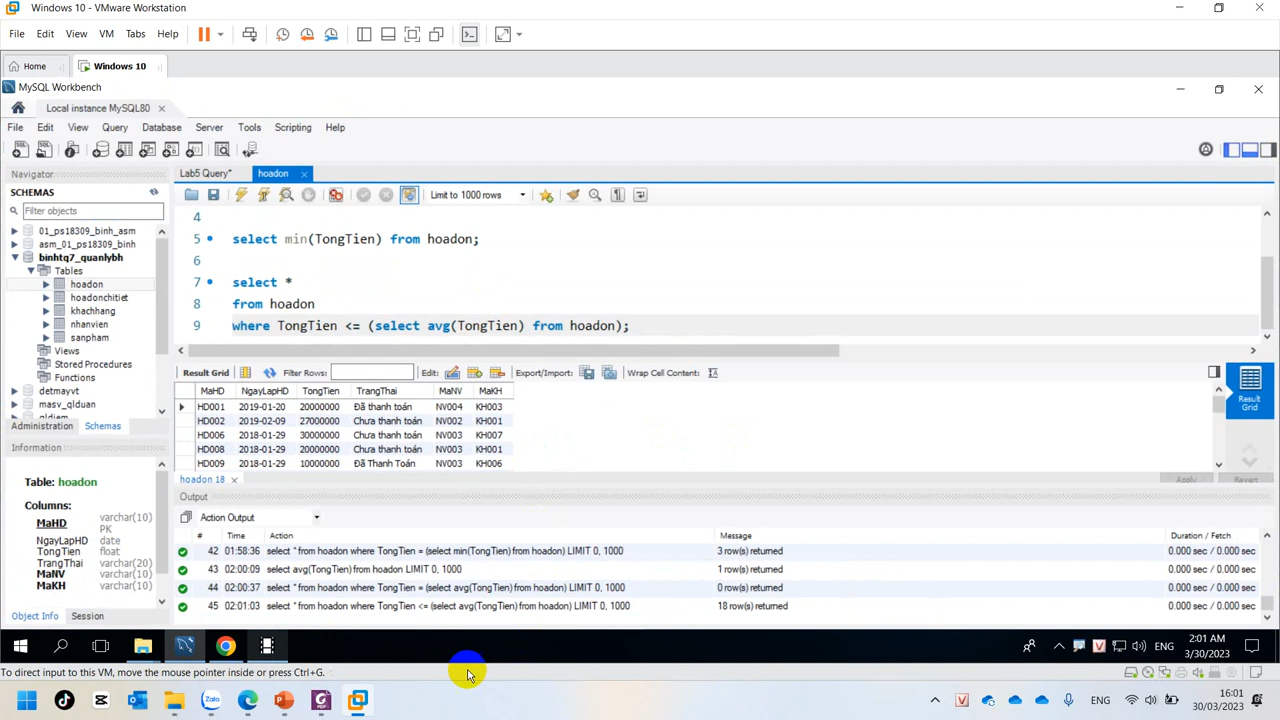 Windows 10 - VMware Workstation
File Edit View VM Tabs Help
Home Windows 10
MySQL Workbench
Local instance MySQL80
File Edit View Query Database Server Tools Scripting Help
Navigator
SCHEMAS
Filter objects
01_ps18309_binh_asm
asm_01_ps18309_binh
binhtq7_quanlybh
Tables
hoadon
hoadonchitiet
khachhang
nhanvien
sanpham
Views
Stored Procedures
Functions
detmayvt
masv_qlduan
Administration Schemas
Information
Table: hoadon
Columns:
MaHD varchar(10) PK
NgayLapHD date
TongTien float
TrangThai varchar(20)
MaNV varchar(10)
MaKH varchar(10)
Object Info Session
Lab5 Query* hoadon
Limit to 1000 rows
4
5 select min(TongTien) from hoadon;
6
7 select *
8 from hoadon
9 where TongTien <= (select avg(TongTien) from hoadon);
Result Grid Filter Rows: Edit: Export/Import: Wrap Cell Content:
MaHD NgayLapHD TongTien TrangThai MaNV MaKH
HD001 2019-01-20 20000000 Đã thanh toán NV004 KH003
HD002 2019-02-09 27000000 Chưa thanh toán NV002 KH001
HD006 2018-01-29 30000000 Chưa thanh toán NV003 KH007
HD008 2018-01-29 20000000 Chưa thanh toán NV003 KH001
HD009 2018-01-29 10000000 Đã Thanh Toán NV003 KH006
Result
Grid
hoadon 18 Apply Revert
Output
Action Output
# Time Action Message Duration / Fetch
42 01:58:36 select * from hoadon where TongTien = (select min(TongTien)from hoadon) LIMIT 0, 1000 3 row(s) returned 0.000 sec / 0.000 sec
43 02:00:09 select avg(TongTien) from hoadon LIMIT 0, 1000 1 row(s) returned 0.000 sec / 0.000 sec
44 02:00:37 select * from hoadon where TongTien = (select avg(TongTien) from hoadon) LIMIT 0, 1000 0 row(s) returned 0.000 sec / 0.000 sec
45 02:01:03 select * from hoadon where TongTien <= (select avg(TongTien) from hoadon) LIMIT 0, 1000 18 row(s) returned 0.000 sec / 0.000 sec
ENG 2:01 AM
3/30/2023
To direct input to this VM, move the mouse pointer inside or press Ctrl+G.
Zalo ENG 16:01
30/03/2023